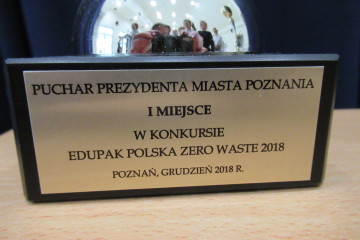 PUCHAR PREZYDENTA MIASTA POZNANIA
I MIEJSCE
W KONKURSIE
EDUPAK POLSKA ZERO WASTE 2018
POZNAŃ, GRUDZIEŃ 2018 R.